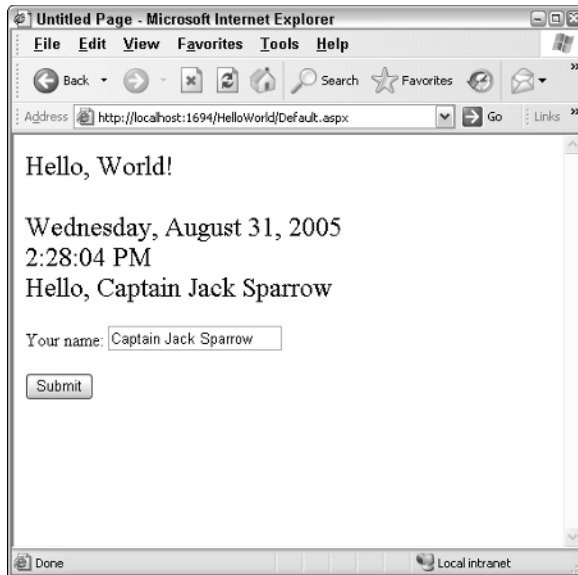 Untitled Page - Microsoft Internet Explorer
File Edit View Favorites Tools Help
Back Search Favorites »
Address http://localhost:1694/HelloWorld/Default.aspx Go Links »
Hello, World!
Wednesday, August 31, 2005
2:28:04 PM
Hello, Captain Jack Sparrow
Your name: Captain Jack Sparrow
Submit
Done Local intranet